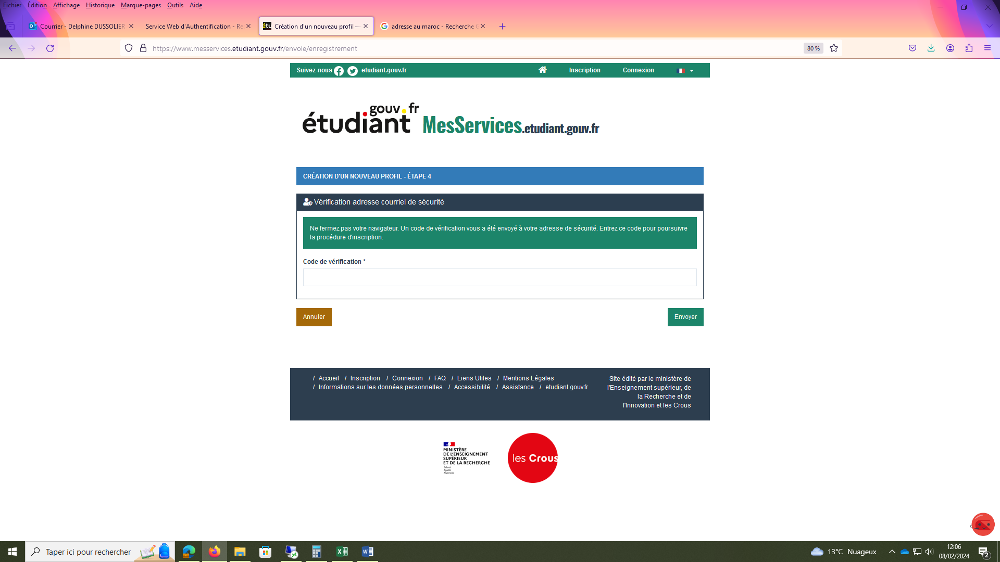 Fichier Édition Affichage Historique Marque-pages Outils Aide
Courrier - Delphine DUSSOLIER
Service Web d'Authentification - Re
Création d'un nouveau profil —
adresse au maroc - Recherche
https://www.messervices.etudiant.gouv.fr/envole/enregistrement
80 %
Suivez-nous etudiant.gouv.fr Inscription Connexion
étudiant.gouv.fr MesServices.etudiant.gouv.fr
CRÉATION D'UN NOUVEAU PROFIL - ÉTAPE 4
Vérification adresse courriel de sécurité
Ne fermez pas votre navigateur. Un code de vérification vous a été envoyé à votre adresse de sécurité. Entrez ce code pour poursuivre
la procédure d'inscription.
Code de vérification *
Annuler
Envoyer
/ Accueil / Inscription / Connexion / FAQ / Liens Utiles / Mentions Légales
/ Informations sur les données personnelles / Accessibilité / Assistance / etudiant.gouv.fr
Site édité par le ministère de
l'Enseignement supérieur, de
la Recherche et de
l'Innovation et les Crous
MINISTÈRE
DE L'ENSEIGNEMENT
SUPÉRIEUR
ET DE LA RECHERCHE
Liberté
Égalité
Fraternité
les Crous
Taper ici pour rechercher
13°C Nuageux
12:06
08/02/2024
2